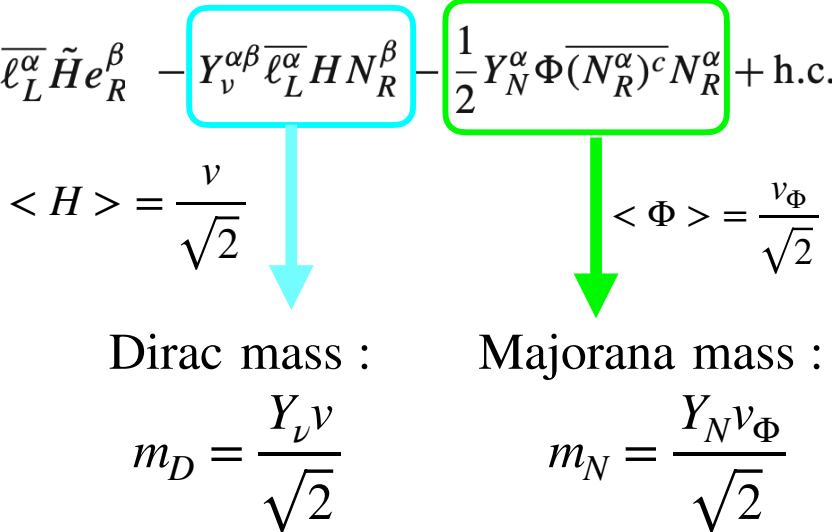 $\overline{\ell_L^\alpha} \tilde{H} e_R^\beta - Y_\nu^{\alpha\beta} \overline{\ell_L^\alpha} H N_R^\beta - \frac{1}{2} Y_N^\alpha \Phi \overline{(N_R^\alpha)^c} N_R^\alpha + \text{h.c.}$
$< H > = \frac{v}{\sqrt{2}}$
$< \Phi > = \frac{v_\Phi}{\sqrt{2}}$
Dirac mass :
$m_D = \frac{Y_\nu v}{\sqrt{2}}$
Majorana mass :
$m_N = \frac{Y_N v_\Phi}{\sqrt{2}}$